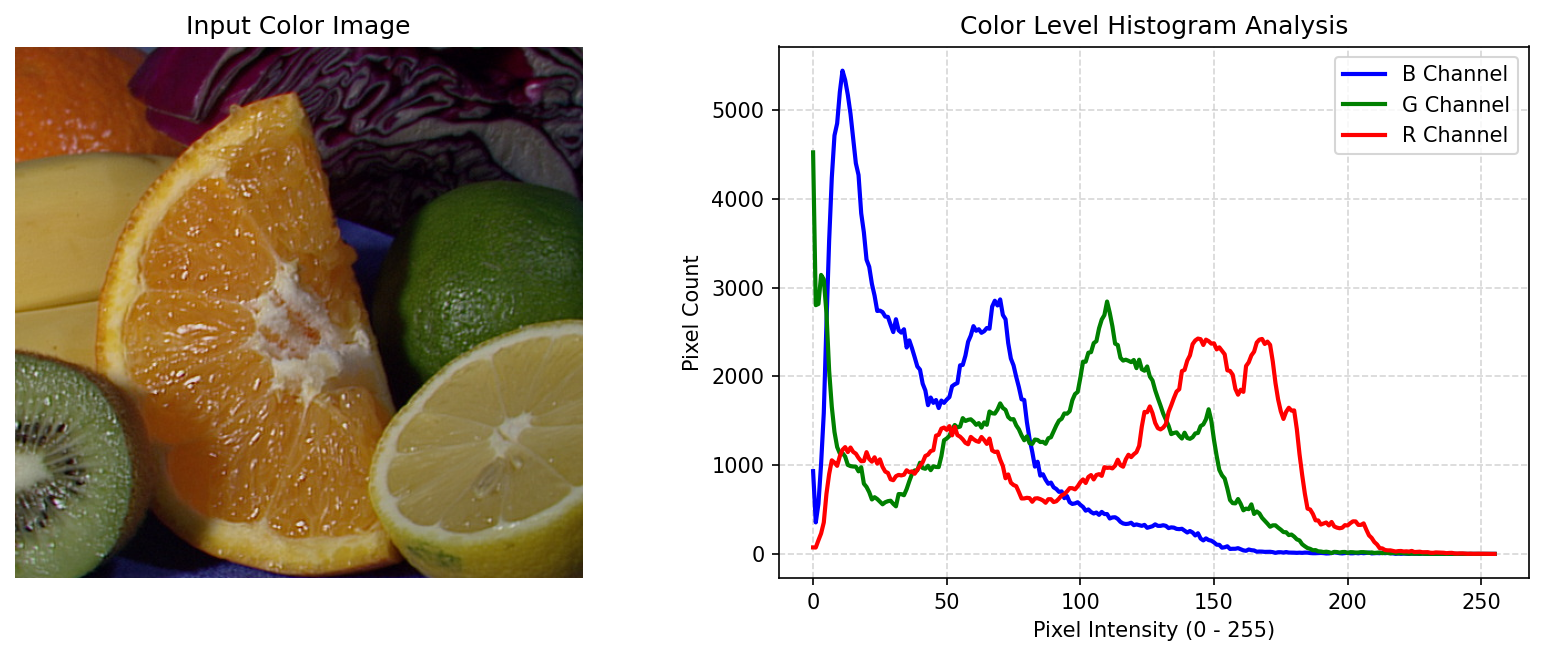 Input Color Image
Color Level Histogram Analysis
B Channel
G Channel
R Channel
Pixel Count
5000
4000
3000
2000
1000
0
0 50 100 150 200 250
Pixel Intensity (0 - 255)